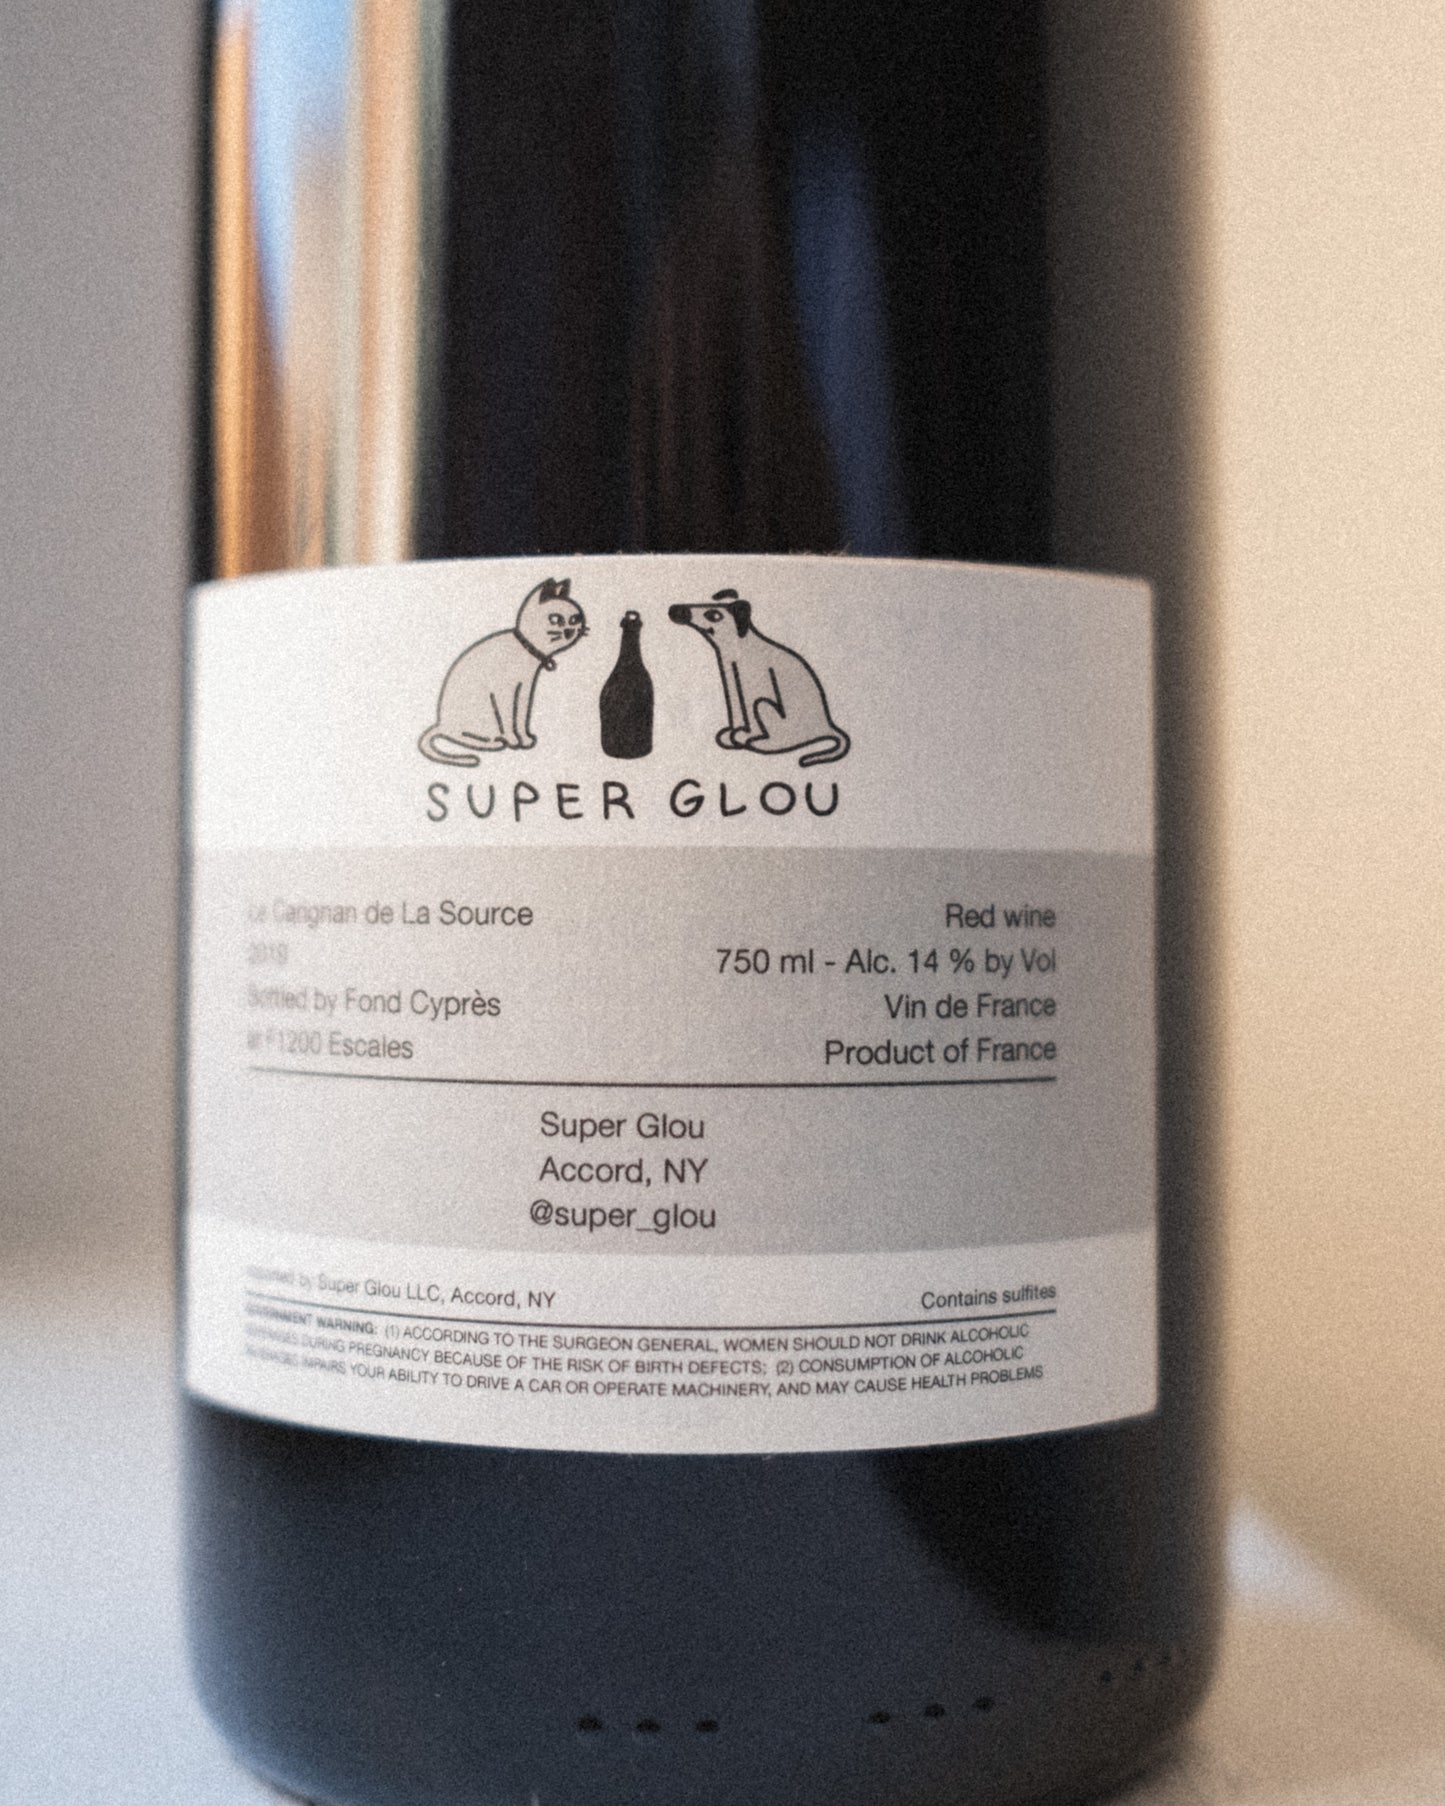 SUPER GLOU
Le Carignan de La Source
2019
Bottled by Fond Cyprès
Escales
Red wine
750 ml - Alc. 14 % by Vol
Vin de France
Product of France
Super Glou
Accord, NY
@super_glou
Imported by Super Glou LLC, Accord, NY
Contains sulfites
GOVERNMENT WARNING: (1) ACCORDING TO THE SURGEON GENERAL, WOMEN SHOULD NOT DRINK ALCOHOLIC
BEVERAGES DURING PREGNANCY BECAUSE OF THE RISK OF BIRTH DEFECTS; (2) CONSUMPTION OF ALCOHOLIC
BEVERAGES IMPAIRS YOUR ABILITY TO DRIVE A CAR OR OPERATE MACHINERY, AND MAY CAUSE HEALTH PROBLEMS